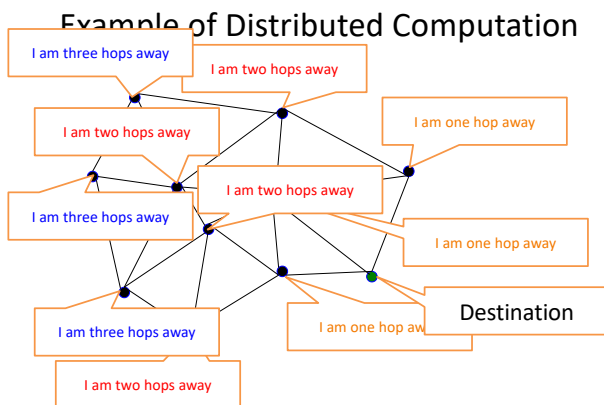 Example of Distributed Computation
I am three hops away
I am two hops away
I am two hops away
I am one hop away
I am two hops away
I am three hops away
I am one hop away
Destination
I am one hop aw
I am three hops away
I am two hops away